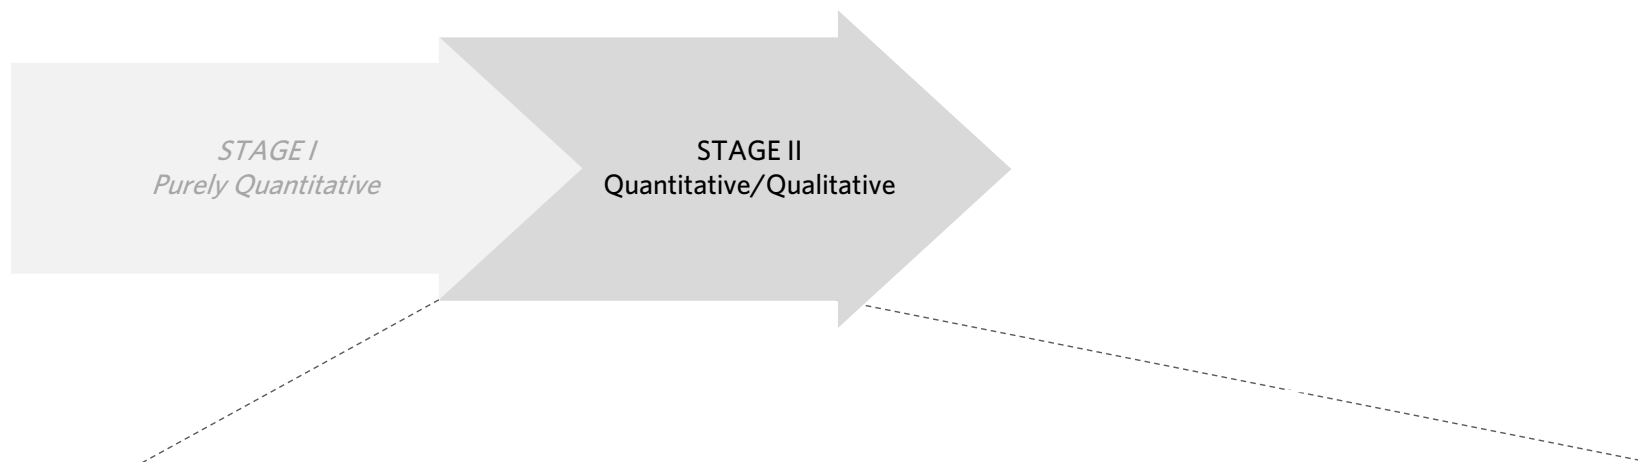 STAGE I
Purely Quantitative
STAGE II
Quantitative/Qualitative